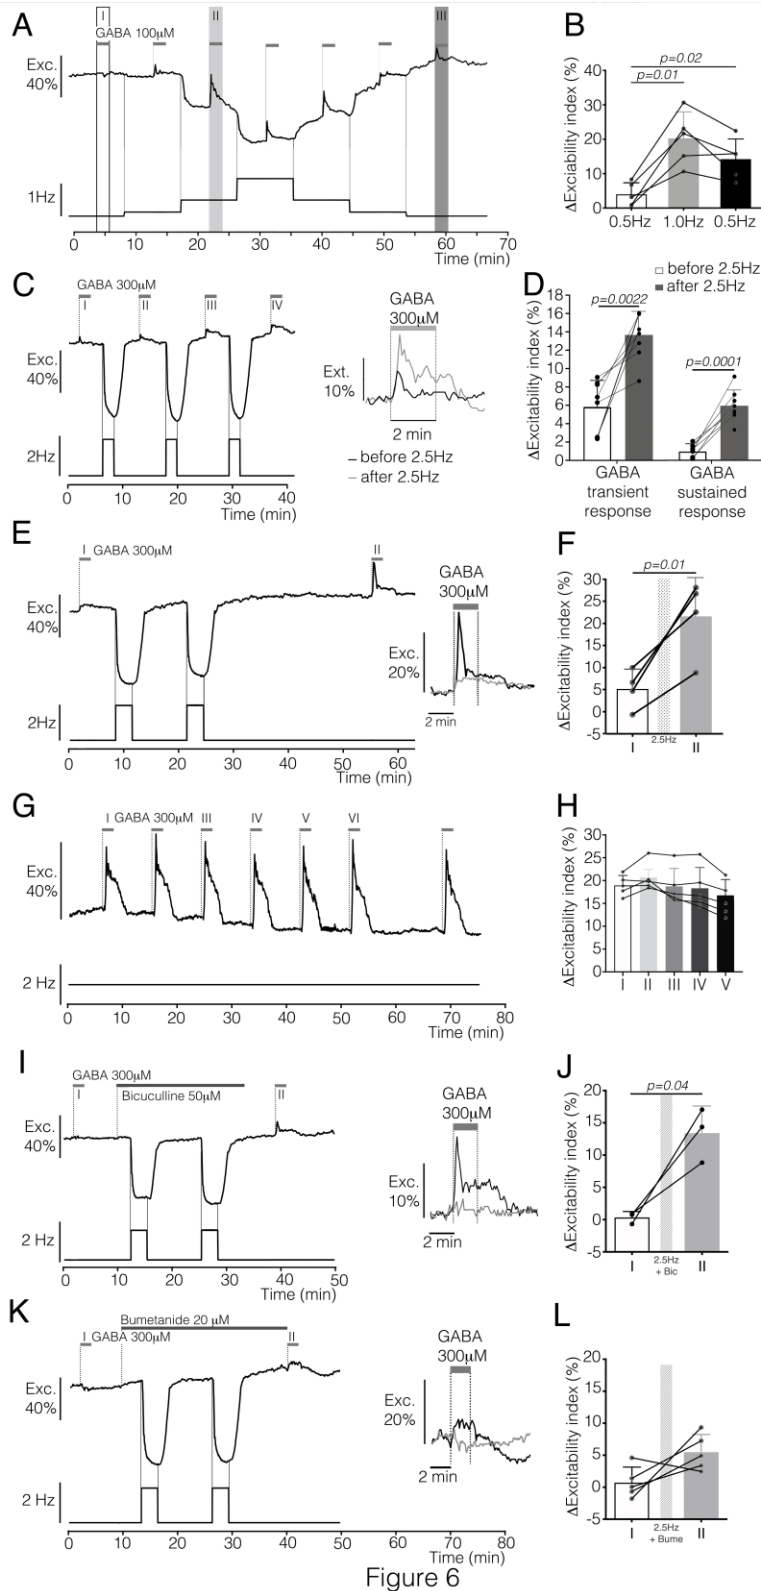 A
I
II
III
GABA 100μM
Exc.
40%
1Hz
0 10 20 30 40 50 60 70
Time (min)
B
ΔExciability index (%)
p=0.02
p=0.01
40
30
20
10
0
0.5Hz 1.0Hz 0.5Hz
C
GABA 300μM
I II III IV
Exc.
40%
2Hz
0 10 20 30 40
Time (min)
GABA
300μM
Ext.
10%
2 min
before 2.5Hz
after 2.5Hz
D
before 2.5Hz
after 2.5Hz
ΔExcitability index (%)
18
16
14
12
10
8
6
4
2
0
p=0.0022
p=0.0001
GABA
transient
response
GABA
sustained
response
E
I GABA 300μM
II
Exc.
40%
2Hz
0 10 20 30 40 50 60
Time (min)
GABA
300μM
Exc.
20%
2 min
F
ΔExcitability index (%)
p=0.01
30
25
20
15
10
5
0
-5
I 2.5Hz II
G
I GABA 300μM III IV V VI
Exc.
40%
2 Hz
0 10 20 30 40 50 60 70 80
Time (min)
H
ΔExcitability index (%)
30
25
20
15
10
5
0
I II III IV V
I
GABA 300μM
I
Bicuculline 50μM
II
Exc.
40%
2 Hz
0 10 20 30 40 50
Time (min)
GABA
300μM
Exc.
10%
2 min
J
ΔExcitability index (%)
p=0.04
20
15
10
5
0
-5
I 2.5Hz II
+ Bic
K
Bumetanide 20 μM
I GABA 300μM
II
Exc.
40%
2 Hz
0 10 20 30 40 50 60 70 80
Time (min)
GABA
300μM
Exc.
20%
2 min
L
ΔExcitability index (%)
20
15
10
5
0
-5
I 2.5Hz II
+ Bume
Figure 6